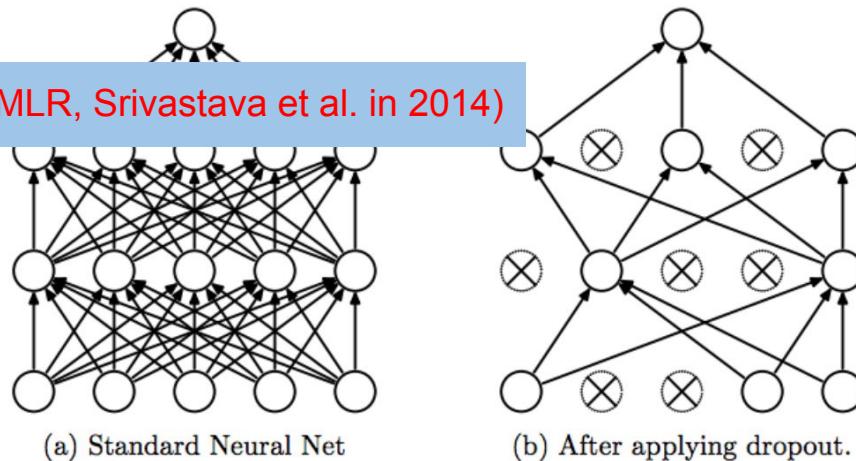 MLR, Srivastava et al. in 2014)
(a) Standard Neural Net
(b) After applying dropout.